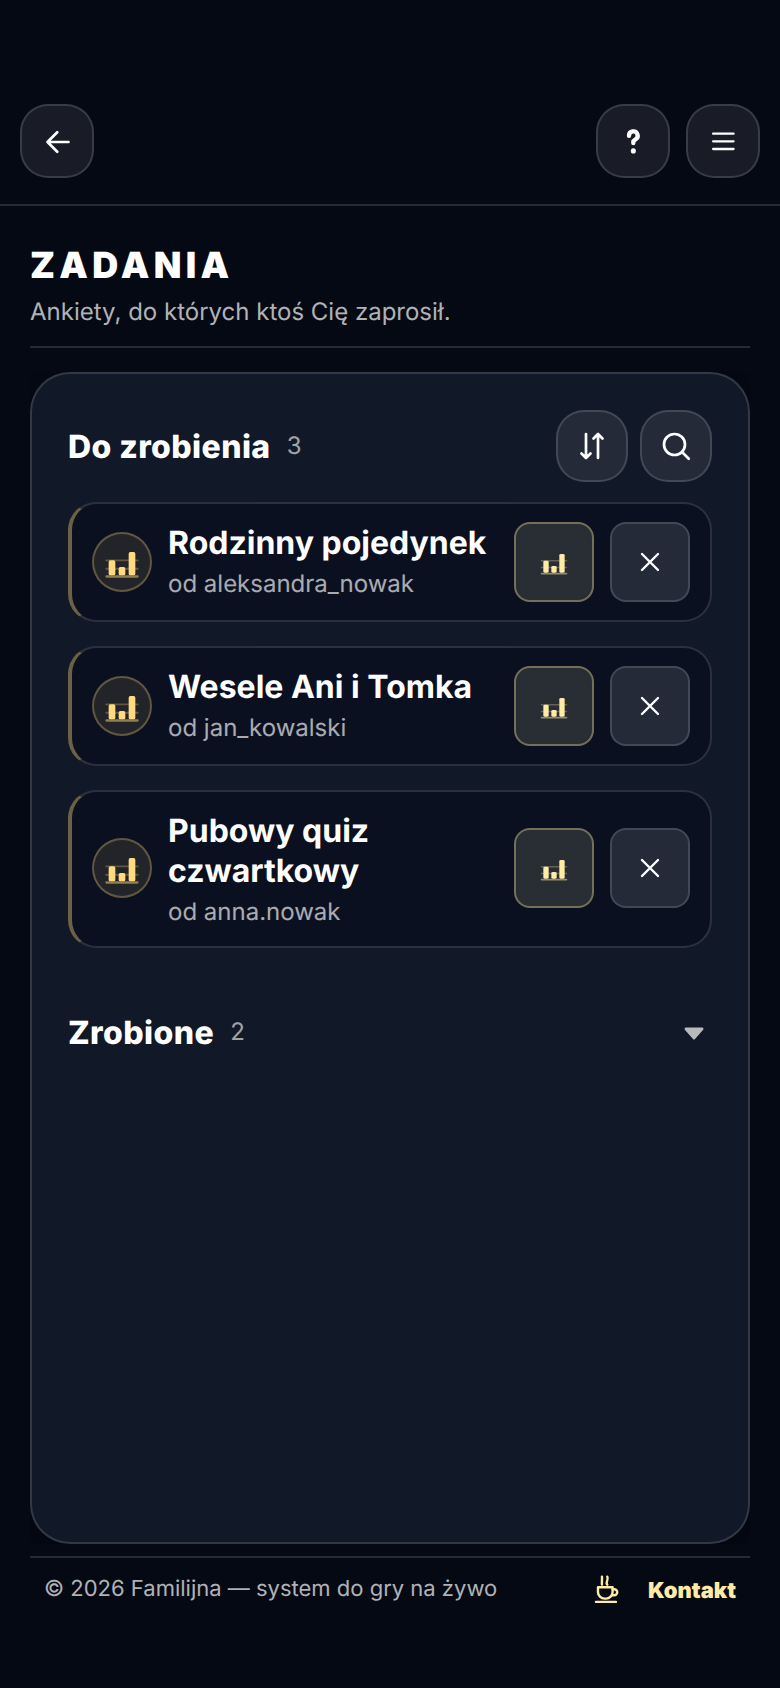 ?
ZADANIA
Ankiety, do których ktoś Cię zaprosił.
Do zrobienia 3
Rodzinny pojedynek
od aleksandra_nowak
Wesele Ani i Tomka
od jan_kowalski
Pubowy quiz
czwartkowy
od anna.nowak
Zrobione 2
© 2026 Familijna — system do gry na żywo
Kontakt